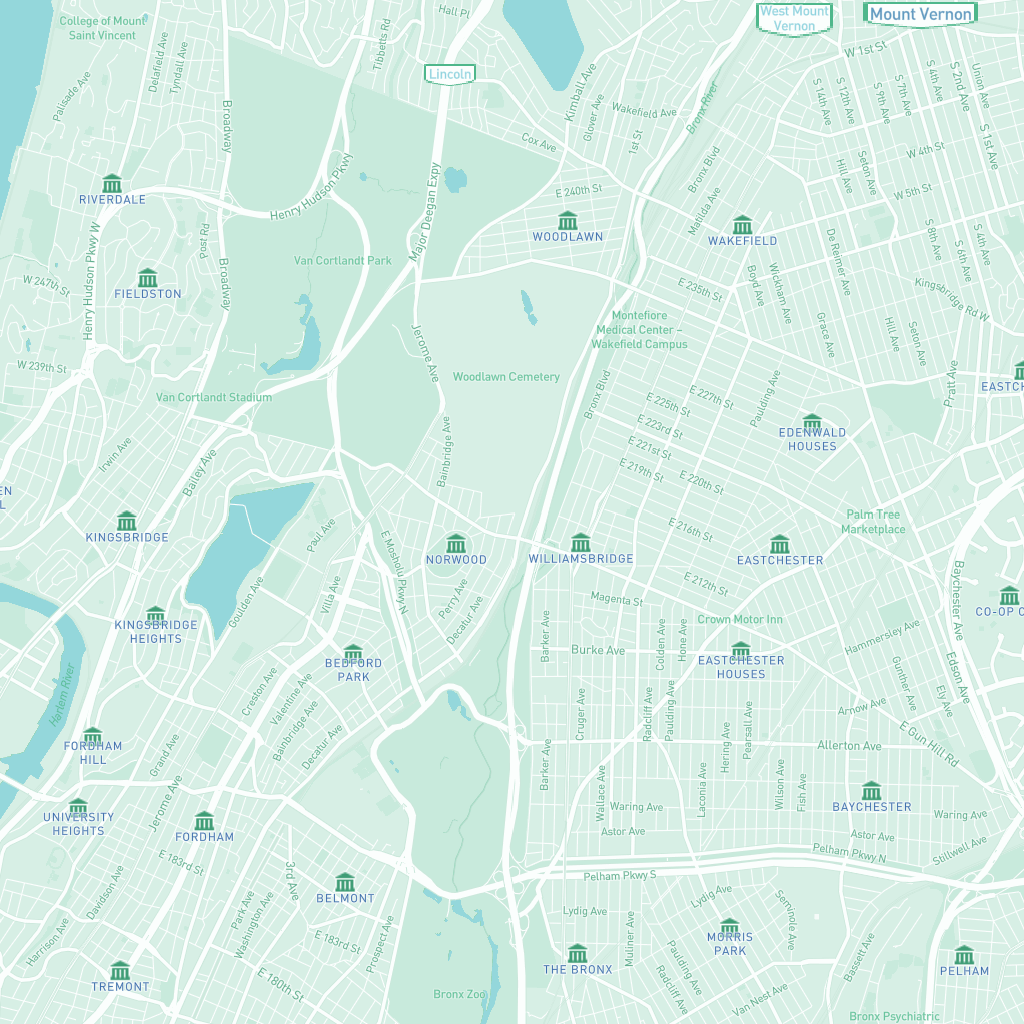 College of Mount
Saint Vincent
Hall Pl
West Mount
Vernon
Mount Vernon
Delafield Ave
Tyndall Ave
Tibbetts Rd
Lincoln
Kimball Ave
W 1st St
S 4th Ave
S 2nd Ave
Union Ave
Palisade Ave
Broadway
Glover Ave
Wakefield Ave
Bronx River
S 14th Ave
S 12th Ave
S 9th Ave
S 7th Ave
S 1st Ave
Cox Ave
1st St
Bronx Blvd
W 4th St
Hill Ave
Seton Ave
RIVERDALE
Henry Hudson Pkwy
Major Deegan Expy
E 240th St
Matilda Ave
W 5th St
Henry Hudson Pkwy W
Post Rd
WOODLAWN
WAKEFIELD
S 8th Ave
S 6th Ave
S 4th Ave
De Reimer Ave
Van Cortlandt Park
W 247th St
FIELDSTON
Broadway
E 235th St
Boyd Ave
Wickham Ave
Kingsbridge Rd W
Montefiore
Medical Center –
Wakefield Campus
Grace Ave
Hill Ave
Seton Ave
Jerome Ave
W 239th St
Woodlawn Cemetery
Pratt Ave
EASTCH
Van Cortlandt Stadium
Bronx Blvd
E 227th St
E 225th St
Paulding Ave
E 223rd St
EDENWALD
HOUSES
Irwin Ave
Bailey Ave
Bainbridge Ave
E 221st St
E 219th St
E 220th St
EN
L
KINGSBRIDGE
Paul Ave
E Mosholu Pkwy N
E 216th St
Palm Tree
Marketplace
NORWOOD
WILLIAMSBRIDGE
EASTCHESTER
Goulden Ave
Villa Ave
Perry Ave
Decatur Ave
E 212th St
Baychester Ave
Magenta St
CO-OP C
KINGSBRIDGE
HEIGHTS
Barker Ave
Crown Motor Inn
Colden Ave
Hone Ave
Hammersley Ave
Burke Ave
BEDFORD
PARK
EASTCHESTER
HOUSES
Harlem River
Creston Ave
Valentine Ave
Bainbridge Ave
Decatur Ave
Cruger Ave
Radcliff Ave
Paulding Ave
Gunther Ave
Ely Ave
Edson Ave
Arnow Ave
E Gun Hill Rd
FORDHAM
HILL
Grand Ave
Hering Ave
Pearsall Ave
Allerton Ave
Barker Ave
Wallace Ave
Laconia Ave
Wilson Ave
Fish Ave
Jerome Ave
UNIVERSITY
HEIGHTS
FORDHAM
Waring Ave
BAYCHESTER
Waring Ave
Astor Ave
Astor Ave
E 183rd St
Pelham Pkwy N
Stillwell Ave
Pelham Pkwy S
3rd Ave
BELMONT
Davidson Ave
Lydig Ave
Lydig Ave
Park Ave
Washington Ave
Harrison Ave
E 183rd St
Prospect Ave
Muliner Ave
MORRIS
PARK
Seminole Ave
Bassett Ave
TREMONT
E 180th St
THE BRONX
Paulding Ave
Radcliff Ave
PELHAM
Bronx Zoo
Van Nest Ave
Bronx Psychiatric